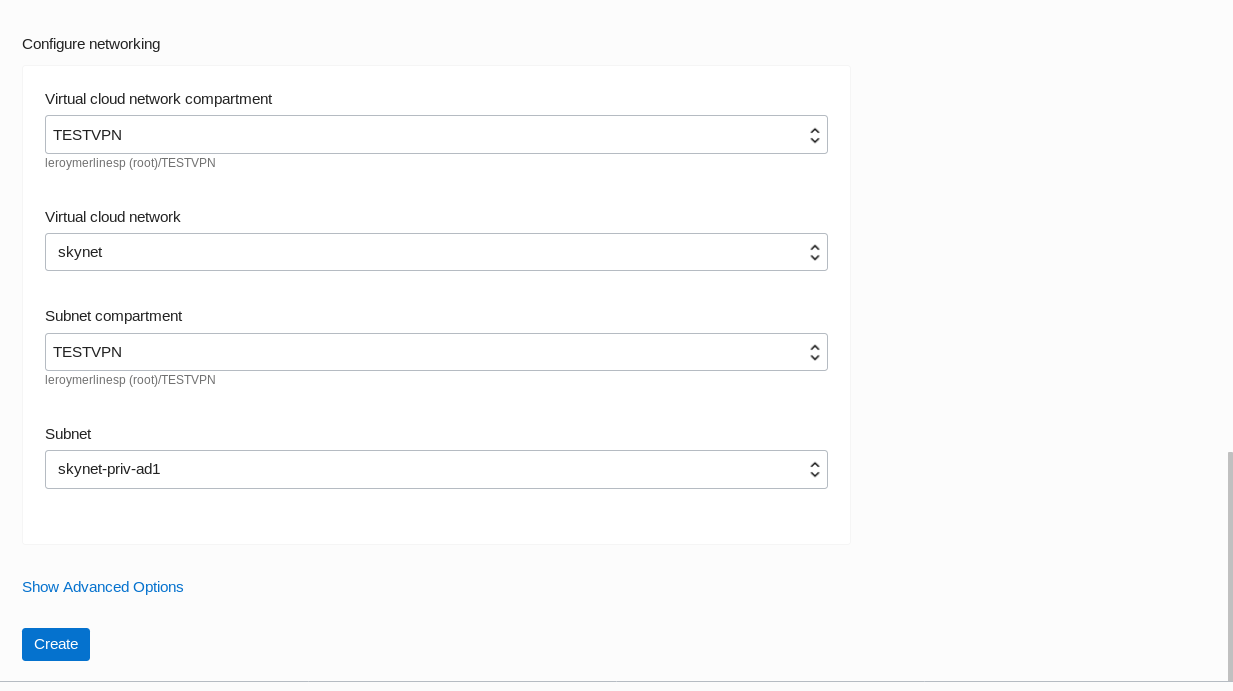 Configure networking
Virtual cloud network compartment
TESTVPN
leroymerlinesp (root)/TESTVPN
Virtual cloud network
skynet
Subnet compartment
TESTVPN
leroymerlinesp (root)/TESTVPN
Subnet
skynet-priv-ad1
Show Advanced Options
Create